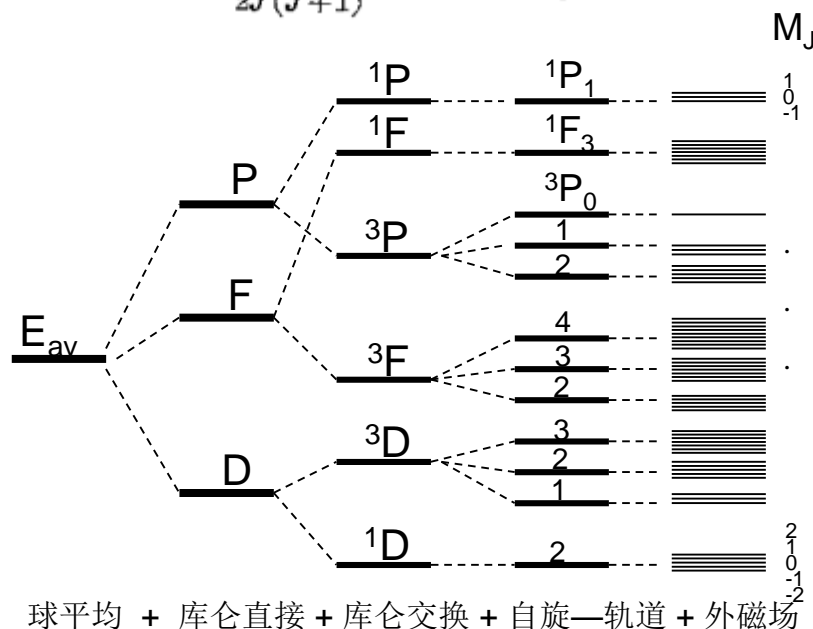 2J(J+1)
M_J
¹P ¹P₁ 1
0
-1
¹F ¹F₃
P ³P₀
³P 1
2
F 4
E_av ³F 3
2
³D 3
2
D 1
¹D 2 2
1
0
-1
-2
球平均 + 库仑直接 + 库仑交换 + 自旋—轨道 + 外磁场